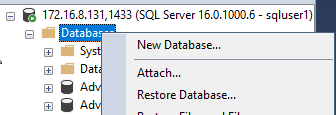 172.16.8.131,1433 (SQL Server 16.0.1000.6 - sqluser1)
Database
New Database...
Syst
Attach...
Data
Restore Database...
Adv
Adv